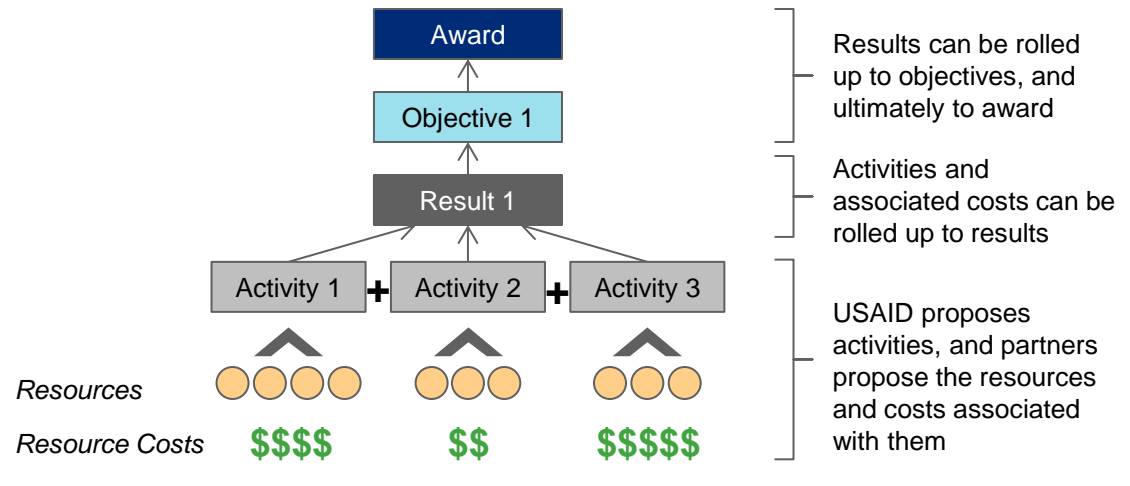 Award
Objective 1
Result 1
Activity 1 + Activity 2 + Activity 3
Resources
Resource Costs $$$$ $$ $$$$$
Results can be rolled
up to objectives, and
ultimately to award
Activities and
associated costs can be
rolled up to results
USAID proposes
activities, and partners
propose the resources
and costs associated
with them